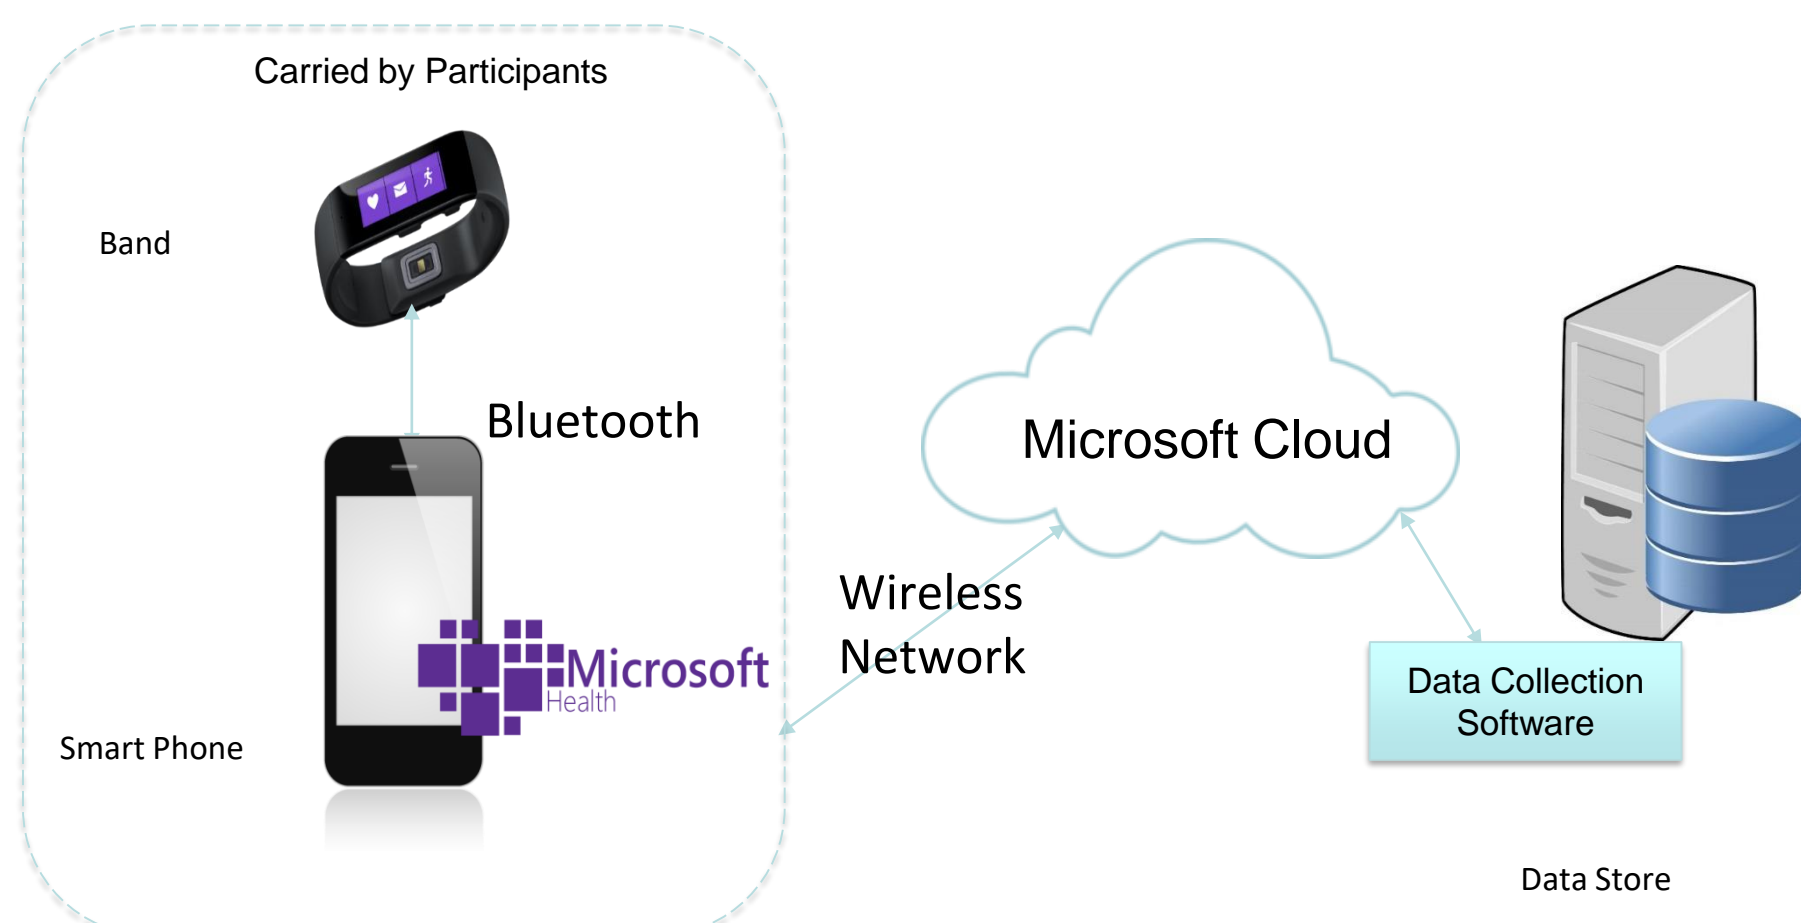 Carried by Participants
Band
Bluetooth
Microsoft Cloud
Wireless
Network
Microsoft
Health
Data Collection
Software
Smart Phone
Data Store